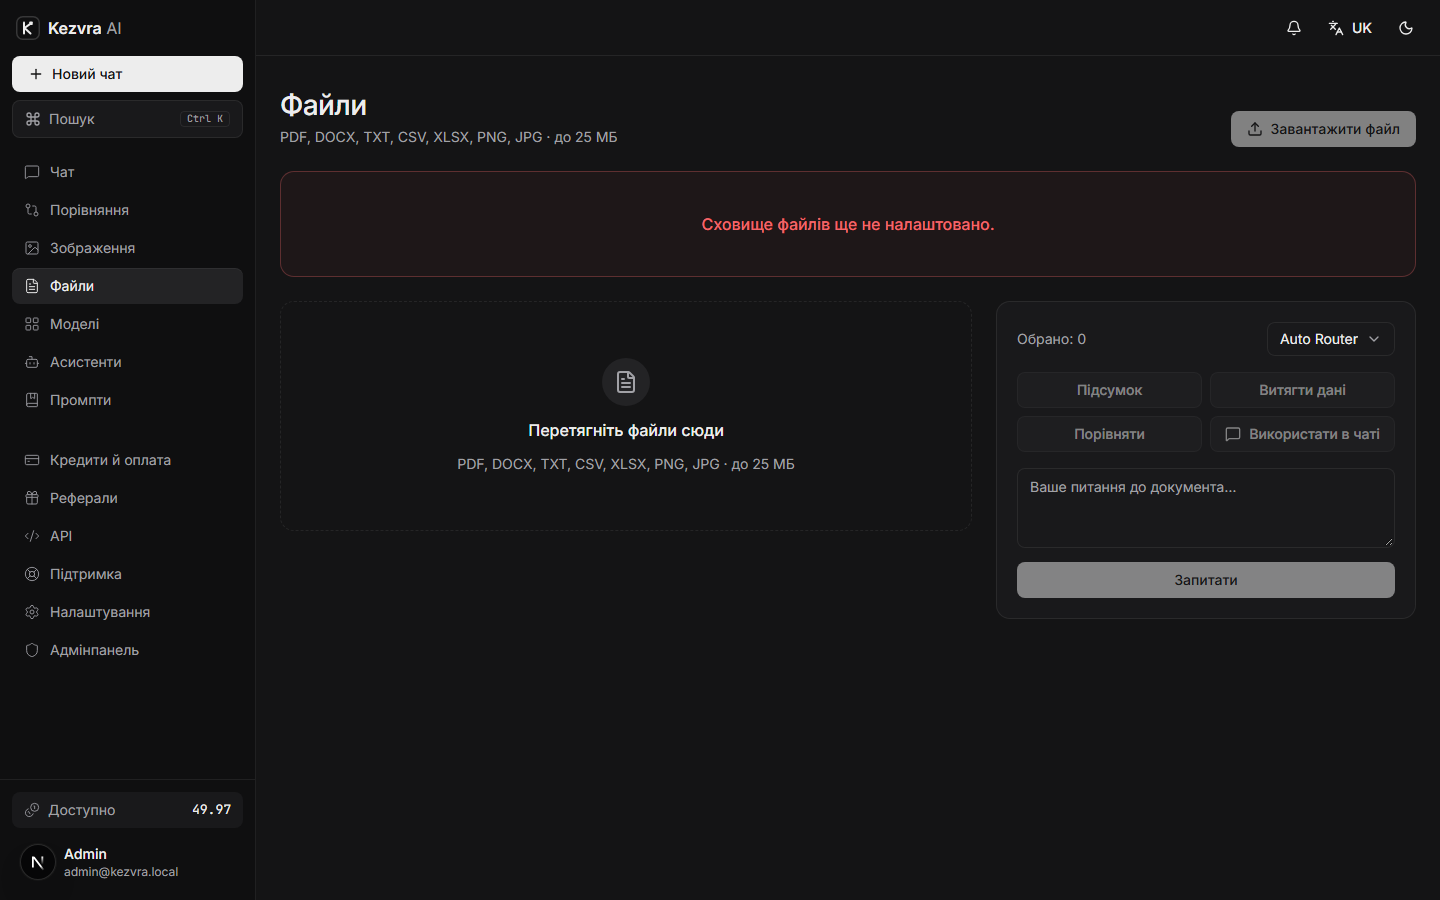 Kezvra AI
UK
Новий чат
Пошук
Ctrl K
Чат
Порівняння
Зображення
Файли
Моделі
Асистенти
Промпти
Кредити й оплата
Реферали
API
Підтримка
Налаштування
Адмінпанель
Доступно
49.97
N
Admin
admin@kezvra.local
Файли
PDF, DOCX, TXT, CSV, XLSX, PNG, JPG · до 25 МБ
Завантажити файл
Сховище файлів ще не налаштовано.
Перетягніть файли сюди
PDF, DOCX, TXT, CSV, XLSX, PNG, JPG · до 25 МБ
Обрано: 0
Auto Router
Підсумок
Витягти дані
Порівняти
Використати в чаті
Ваше питання до документа...
Запитати